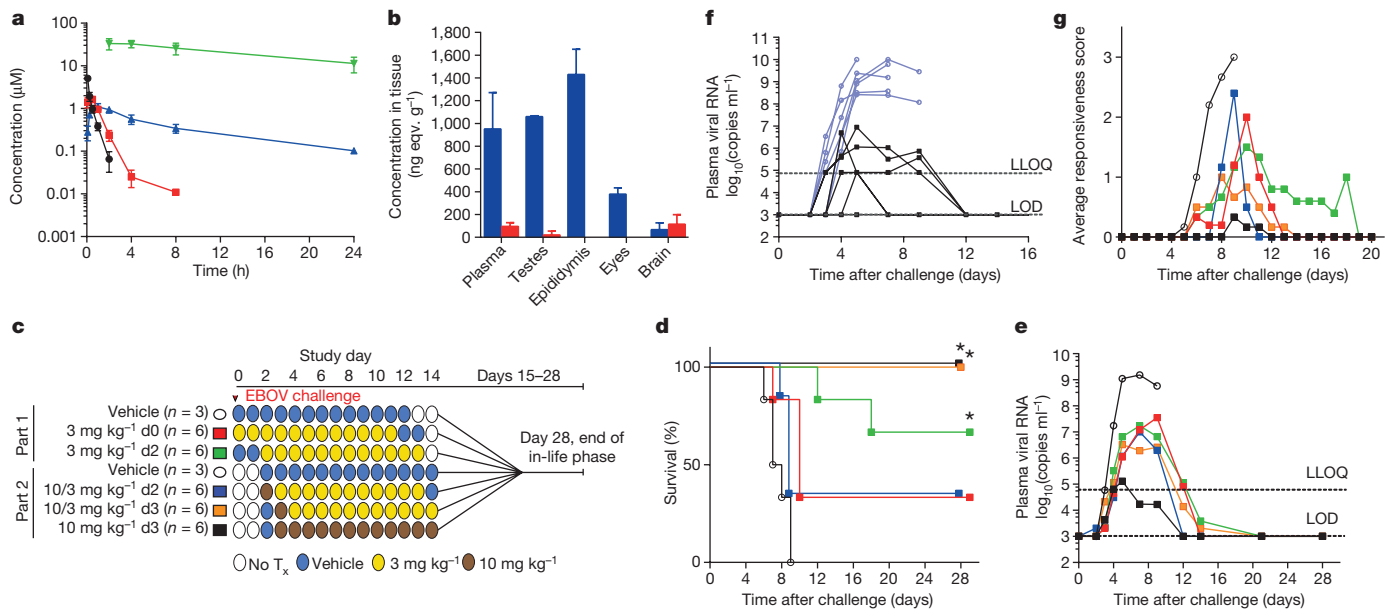 a
100
10
1
0.1
0.01
0.001
Concentration (μM)
0 4 8 12 16 20 24
Time (h)
b
1,800
1,600
1,400
1,200
1,000
800
600
400
200
0
Concentration in tissue
(ng eqv. g⁻¹)
Plasma
Testes
Epididymis
Eyes
Brain
f
11
10
9
8
7
6
5
4
3
2
Plasma viral RNA
log₁₀(copies ml⁻¹)
LLOQ
LOD
0 4 8 12 16
Time after challenge (days)
g
3
2
1
0
Average responsiveness score
0 4 8 12 16 20
Time after challenge (days)
c
Study day
0 2 4 6 8 10 12 14 Days 15–28
EBOV challenge
Part 1
Vehicle (n = 3)
3 mg kg⁻¹ d0 (n = 6)
3 mg kg⁻¹ d2 (n = 6)
Part 2
Vehicle (n = 3)
10/3 mg kg⁻¹ d2 (n = 6)
10/3 mg kg⁻¹ d3 (n = 6)
10 mg kg⁻¹ d3 (n = 6)
Day 28, end of
in-life phase
No Tₓ Vehicle 3 mg kg⁻¹ 10 mg kg⁻¹
d
100
50
0
Survival (%)
* *
*
0 4 8 12 16 20 24 28
Time after challenge (days)
e
10
9
8
7
6
5
4
3
2
Plasma viral RNA
log₁₀(copies ml⁻¹)
LLOQ
LOD
0 4 8 12 16 20 24 28
Time after challenge (days)